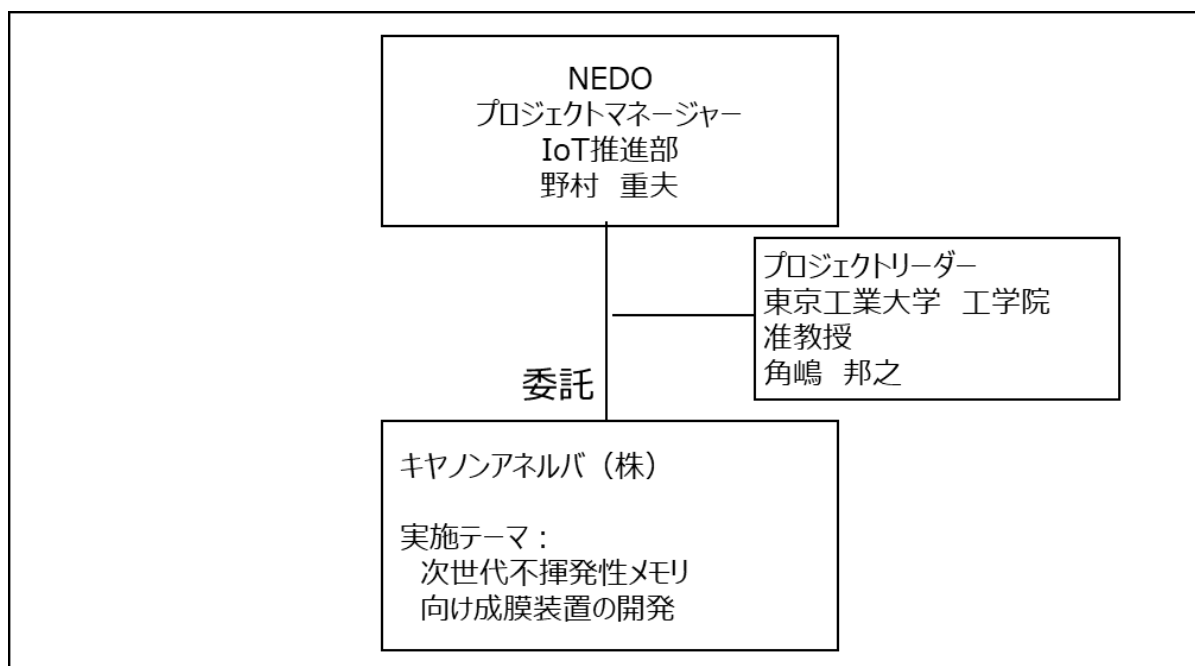 NEDO
プロジェクトマネージャー
IoT推進部
野村　重夫
プロジェクトリーダー
東京工業大学　工学院
准教授
角嶋　邦之
委託
キヤノンアネルバ（株）
実施テーマ：
次世代不揮発性メモリ
向け成膜装置の開発